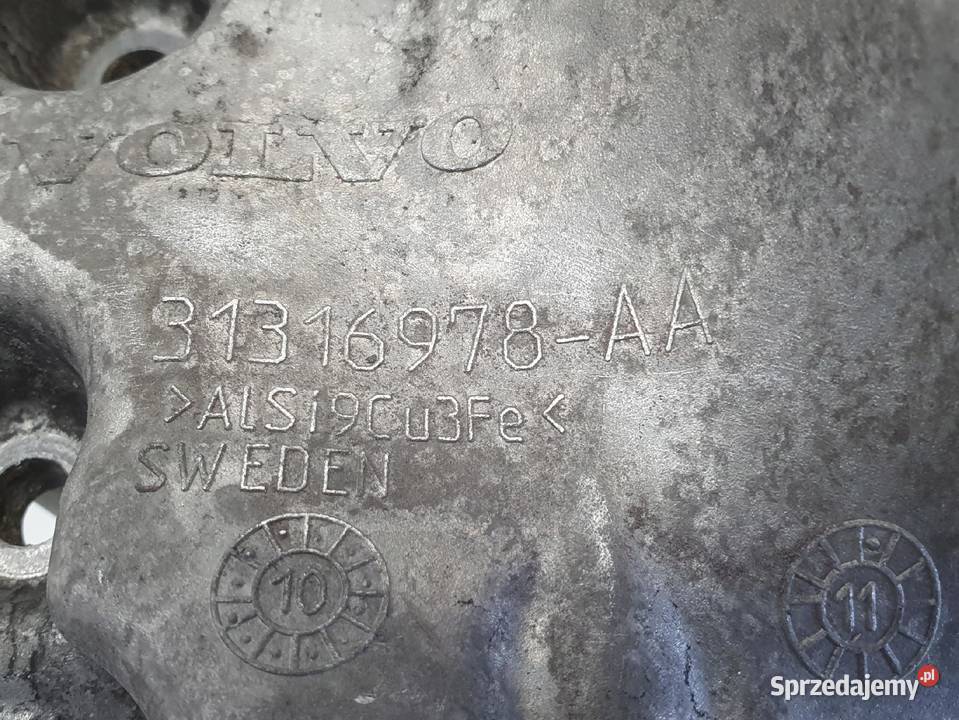 VOLVO
31316978-AA
>AlSi9Cu3Fe<
SWEDEN
10
11
Sprzedajemy.pl